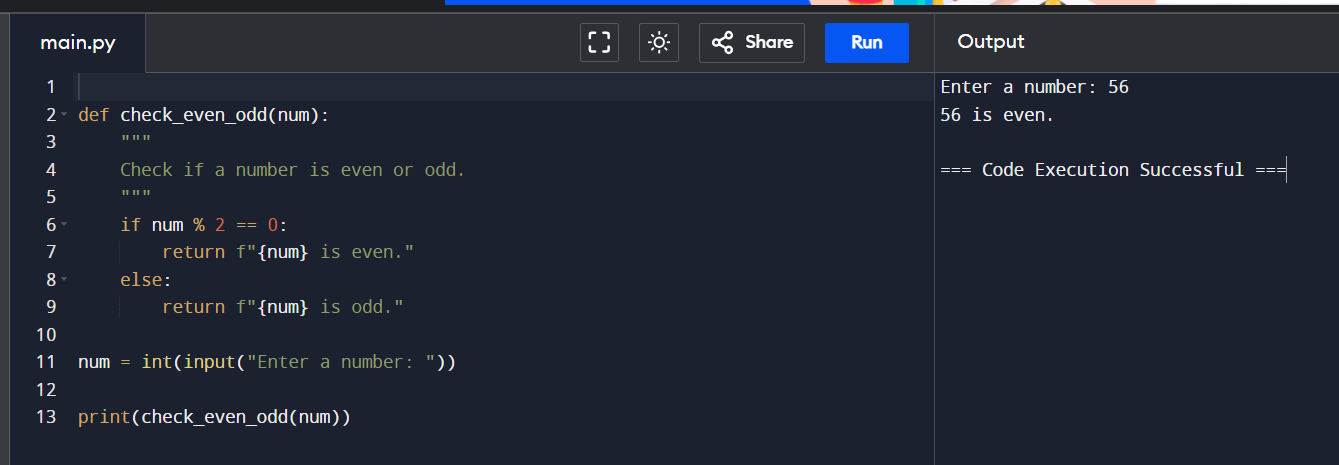 main.py
Share
Run
Output
1
2 def check_even_odd(num):
3     """
4     Check if a number is even or odd.
5     """
6     if num % 2 == 0:
7         return f"{num} is even."
8     else:
9         return f"{num} is odd."
10
11 num = int(input("Enter a number: "))
12
13 print(check_even_odd(num))
Enter a number: 56
56 is even.
=== Code Execution Successful ===